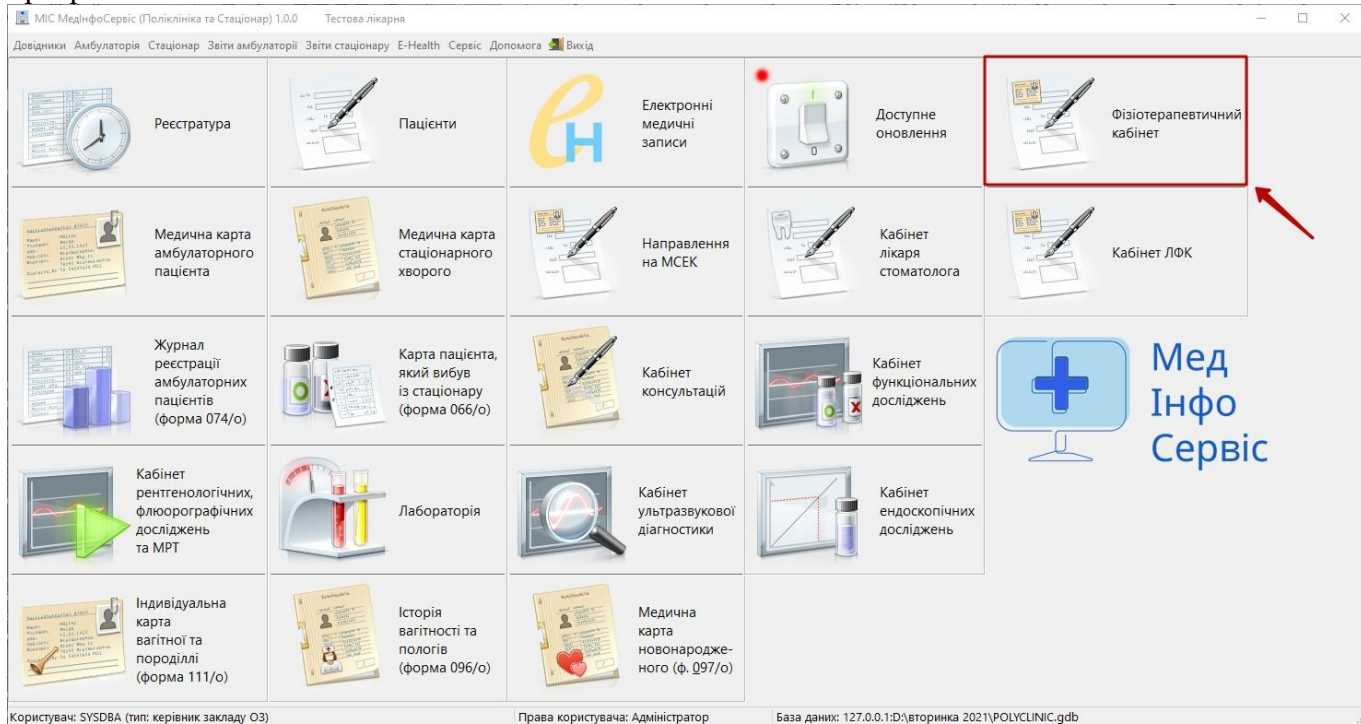 МІС МедІнфоСервіс (Поліклініка та Стаціонар) 1.0.0 Тестова лікарня
Довідники Амбулаторія Стаціонар Звіти амбулаторії Звіти стаціонару E-Health Сервіс Допомога Вихід
Реєстратура
Пацієнти
Електронні
медичні
записи
Доступне
оновлення
Фізіотерапевтичний
кабінет
Медична карта
амбулаторного
пацієнта
Медична карта
стаціонарного
хворого
Направлення
на МСЕК
Кабінет
лікаря
стоматолога
Кабінет ЛФК
Журнал
реєстрації
амбулаторних
пацієнтів
(форма 074/о)
Карта пацієнта,
який вибув
із стаціонару
(форма 066/о)
Кабінет
консультацій
Кабінет
функціональних
досліджень
Мед
Інфо
Сервіс
Кабінет
рентгенологічних,
флюорографічних
досліджень
та МРТ
Лабораторія
Кабінет
ультразвукової
діагностики
Кабінет
ендоскопічних
досліджень
Індивідуальна
карта
вагітної та
породіллі
(форма 111/о)
Історія
вагітності та
пологів
(форма 096/о)
Медична
карта
новонародже-
ного (ф. 097/о)
Користувач: SYSDBA (тип: керівник закладу ОЗ) Права користувача: Адміністратор База даних: 127.0.0.1:D:\вторинка 2021\POLYCLINIC.gdb